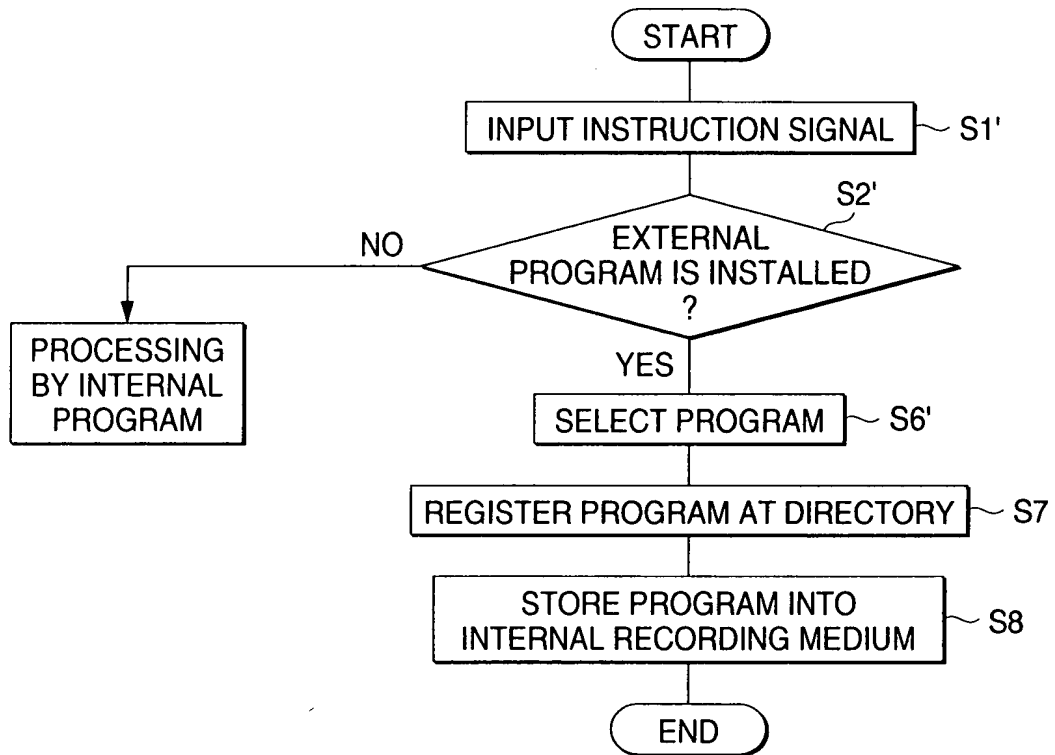 START
INPUT INSTRUCTION SIGNAL
S1'
S2'
EXTERNAL
PROGRAM IS INSTALLED
?
NO
YES
PROCESSING
BY INTERNAL
PROGRAM
SELECT PROGRAM
S6'
REGISTER PROGRAM AT DIRECTORY
S7
STORE PROGRAM INTO
INTERNAL RECORDING MEDIUM
S8
END